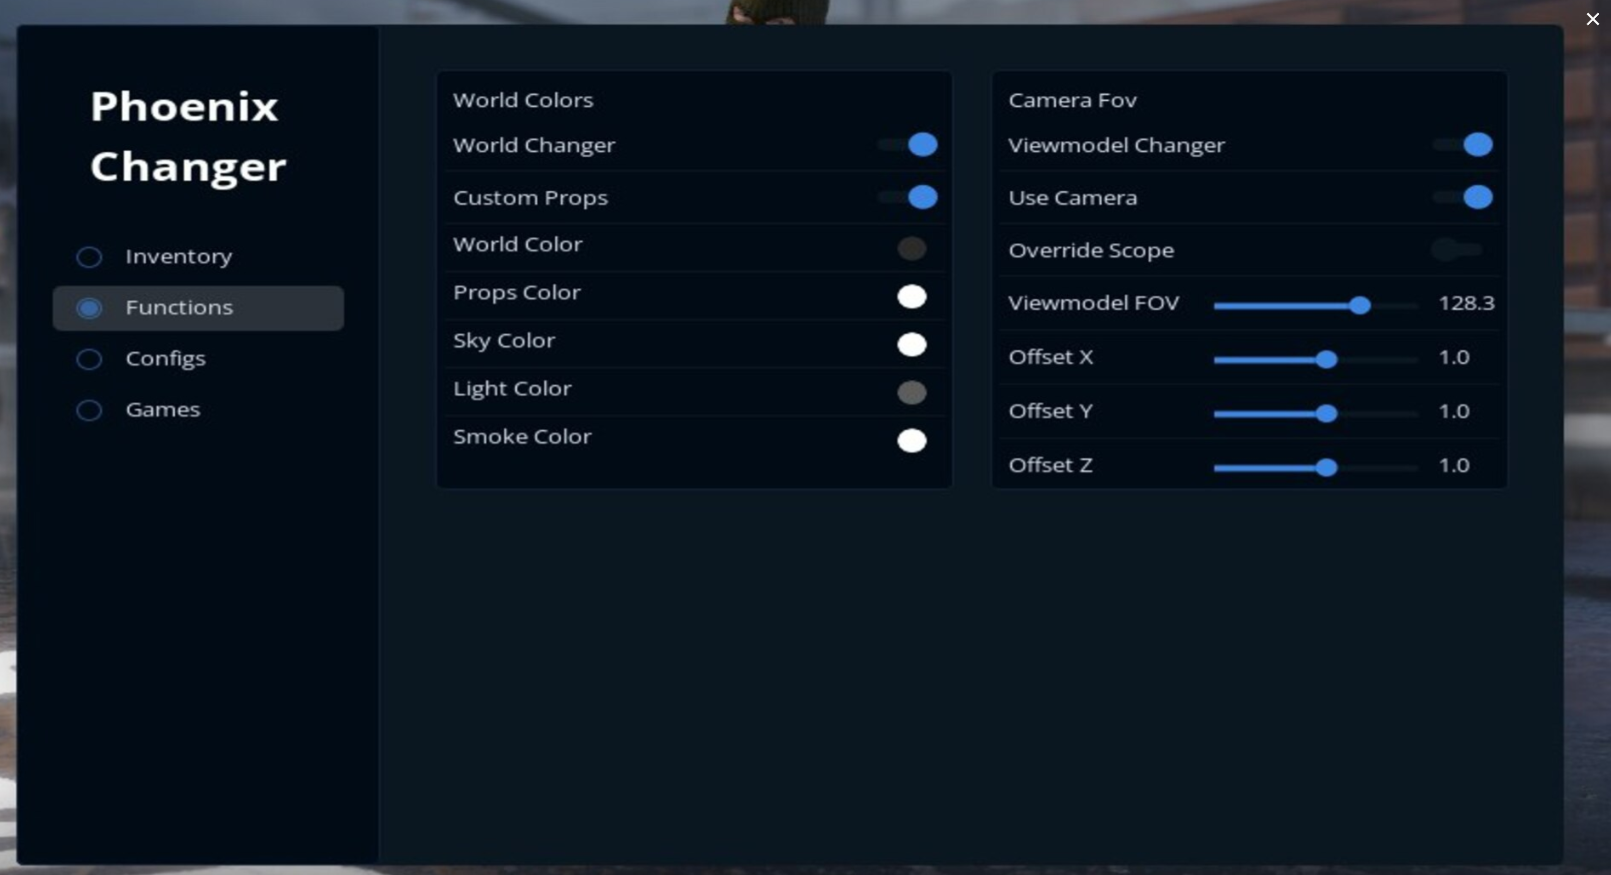 Phoenix
Changer
Inventory
Functions
Configs
Games
World Colors
World Changer
Custom Props
World Color
Props Color
Sky Color
Light Color
Smoke Color
Camera Fov
Viewmodel Changer
Use Camera
Override Scope
Viewmodel FOV 128.3
Offset X 1.0
Offset Y 1.0
Offset Z 1.0